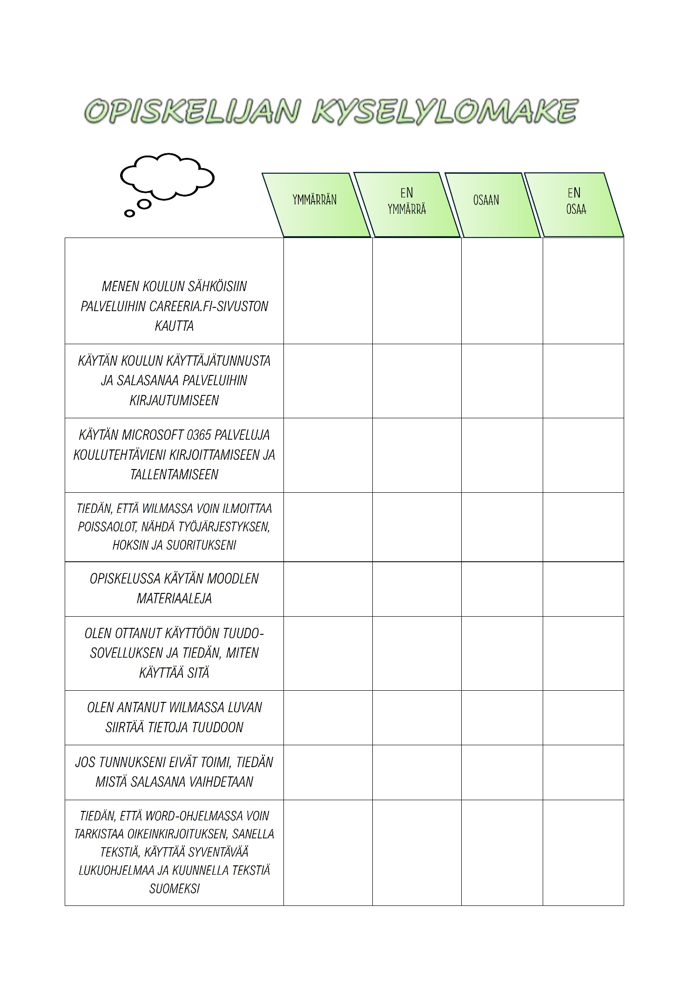 OPISKELIJAN KYSELYLOMAKE
YMMÄRRÄN
EN
YMMÄRRÄ
OSAAN
EN
OSAA
MENEN KOULUN SÄHKÖISIIN
PALVELUIHIN CAREERIA.FI-SIVUSTON
KAUTTA
KÄYTÄN KOULUN KÄYTTÄJÄTUNNUSTA
JA SALASANAA PALVELUIHIN
KIRJAUTUMISEEN
KÄYTÄN MICROSOFT 0365 PALVELUJA
KOULUTEHTÄVIENI KIRJOITTAMISEEN JA
TALLENTAMISEEN
TIEDÄN, ETTÄ WILMASSA VOIN ILMOITTAA
POISSAOLOT, NÄHDÄ TYÖJÄRJESTYKSEN,
HOKSIN JA SUORITUKSENI
OPISKELUSSA KÄYTÄN MOODLEN
MATERIAALEJA
OLEN OTTANUT KÄYTTÖÖN TUUDO-
SOVELLUKSEN JA TIEDÄN, MITEN
KÄYTTÄÄ SITÄ
OLEN ANTANUT WILMASSA LUVAN
SIIRTÄÄ TIETOJA TUUDOON
JOS TUNNUKSENI EIVÄT TOIMI, TIEDÄN
MISTÄ SALASANA VAIHDETAAN
TIEDÄN, ETTÄ WORD-OHJELMASSA VOIN
TARKISTAA OIKEINKIRJOITUKSEN, SANELLA
TEKSTIÄ, KÄYTTÄÄ SYVENTÄVÄÄ
LUKUOHJELMAA JA KUUNNELLA TEKSTIÄ
SUOMEKSI